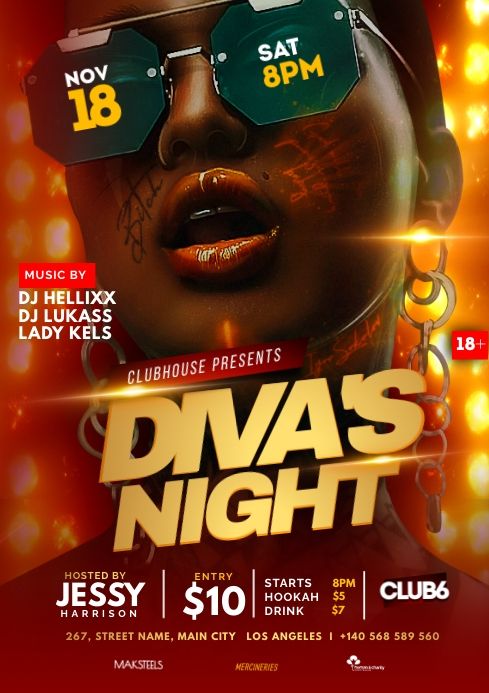 NOV
18
SAT
8PM
Bitch
MUSIC BY
DJ HELLIXX
DJ LUKASS
LADY KELS
18+
CLUBHOUSE PRESENTS
DIVA'S
NIGHT
HOSTED BY
JESSY
HARRISON
ENTRY
$10
STARTS 8PM
HOOKAH $5
DRINK $7
CLUB6
267, STREET NAME, MAIN CITY LOS ANGELES I +140 568 589 560
MAKSTEELS
MERCINERIES